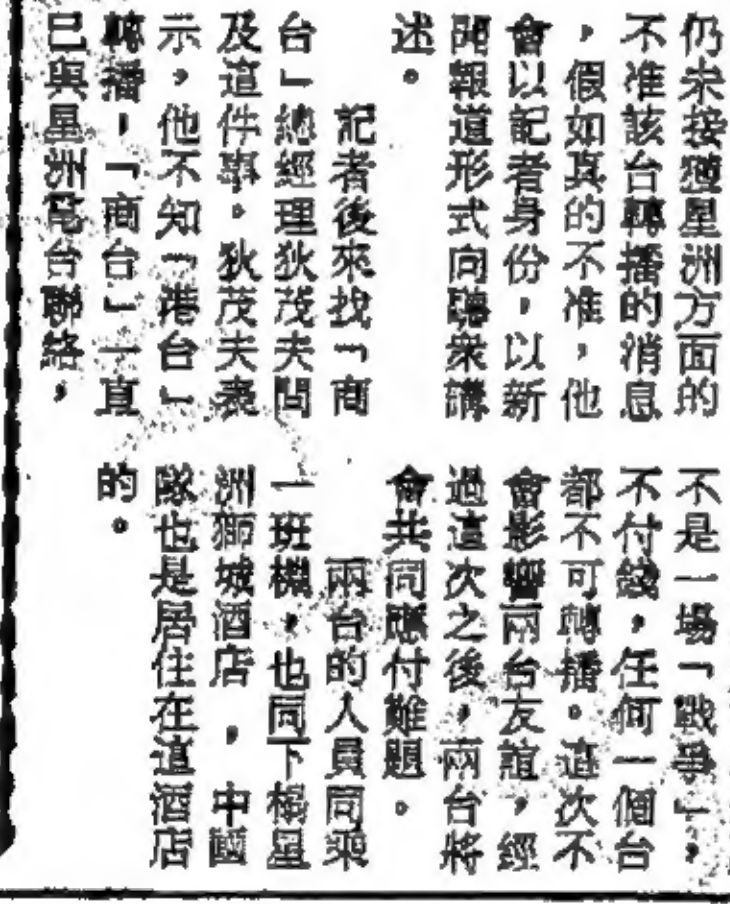 仍未接獲星洲方面的
不准該台轉播的消息
，假如真的不准，他
會以記者身份，以新
聞報道形式向聽衆講
述。
記者後來找「商
台」總經理狄茂夫問
及這件事。狄茂夫表
示，他不知「港台」
轉播，「商台」一直
已與星洲電台聯絡，
不是一場「戰爭」，
不付錢，任何一個台
都不可轉播。這次不
會影響兩台友誼，經
過這次之後，兩台將
會共同應付難題。
兩台的人員同乘
一班機，也同下榻星
洲獅城酒店，中國
隊也是居住在這酒店
的。